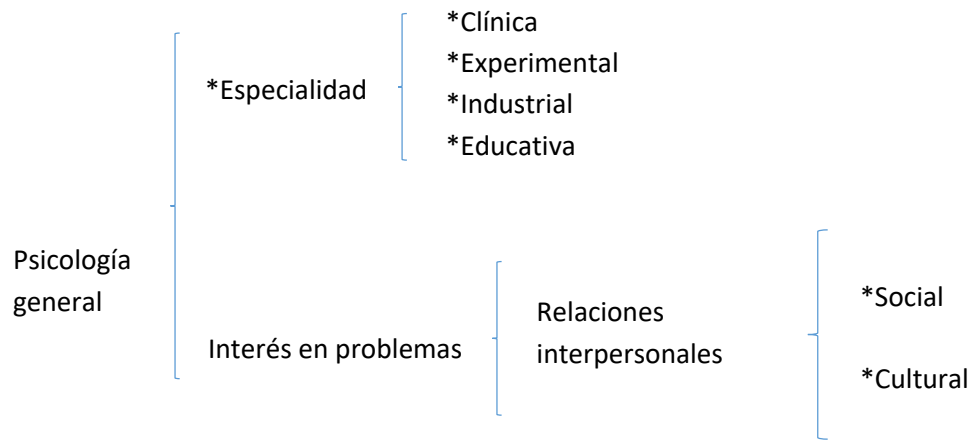 Psicología
general
*Especialidad
*Clínica
*Experimental
*Industrial
*Educativa
Interés en problemas
Relaciones
interpersonales
*Social
*Cultural